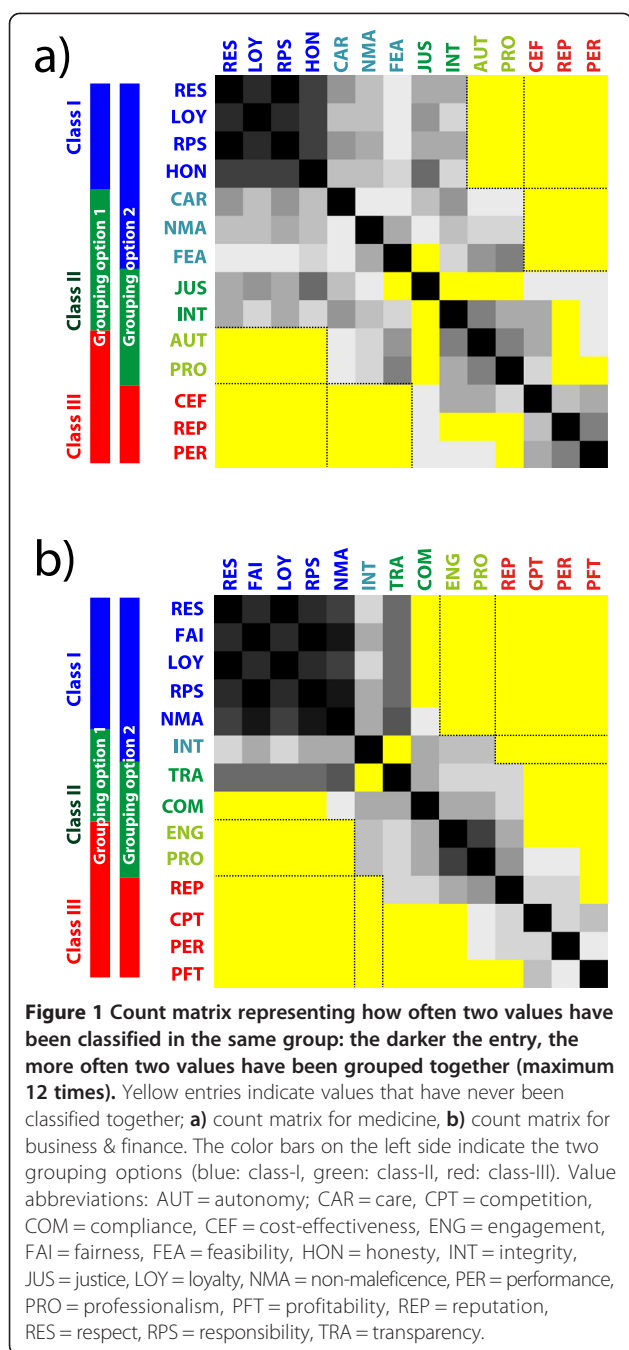 a)
RES LOY RPS HON CAR NMA FEA JUS INT AUT PRO CEF REP PER
Class I
Class II
Class III
Grouping option 1
Grouping option 2
RES
LOY
RPS
HON
CAR
NMA
FEA
JUS
INT
AUT
PRO
CEF
REP
PER
b)
RES FAI LOY RPS NMA INT TRA COM ENG PRO REP CPT PER PFT
Class I
Class II
Class III
Grouping option 1
Grouping option 2
RES
FAI
LOY
RPS
NMA
INT
TRA
COM
ENG
PRO
REP
CPT
PER
PFT
Figure 1 Count matrix representing how often two values have
been classified in the same group: the darker the entry, the
more often two values have been grouped together (maximum
12 times). Yellow entries indicate values that have never been
classified together; a) count matrix for medicine, b) count matrix for
business & finance. The color bars on the left side indicate the two
grouping options (blue: class-I, green: class-II, red: class-III). Value
abbreviations: AUT = autonomy; CAR = care, CPT = competition,
COM = compliance, CEF = cost-effectiveness, ENG = engagement,
FAI = fairness, FEA = feasibility, HON = honesty, INT = integrity,
JUS = justice, LOY = loyalty, NMA = non-maleficence, PER = performance,
PRO = professionalism, PFT = profitability, REP = reputation,
RES = respect, RPS = responsibility, TRA = transparency.